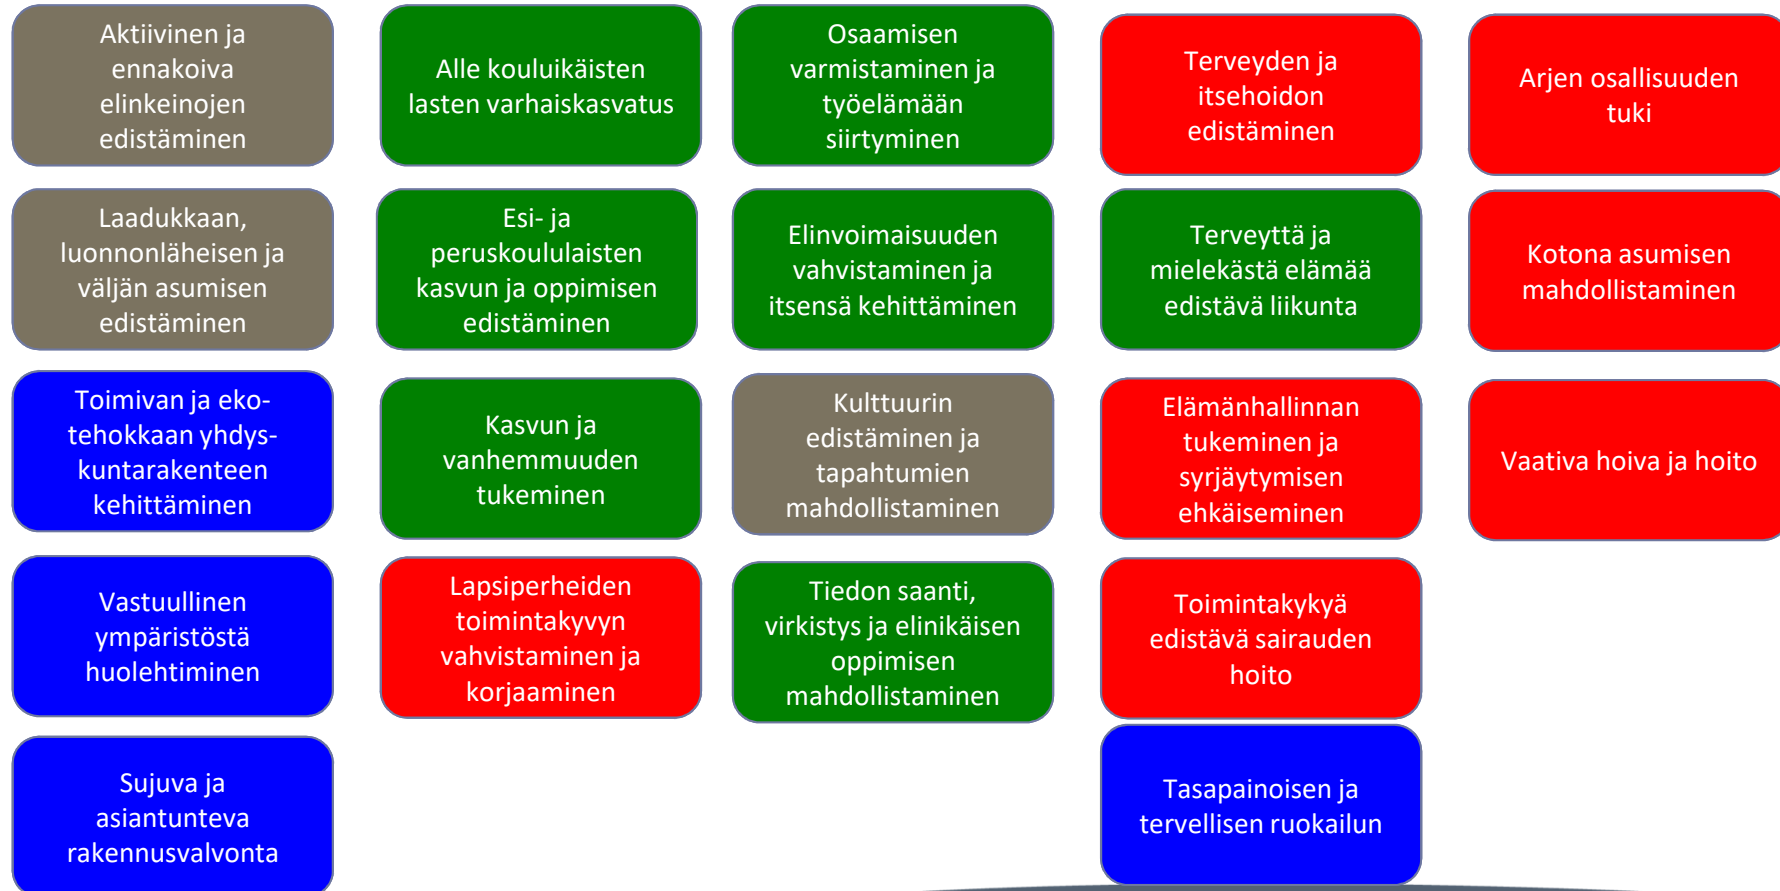 Aktiivinen ja
ennakoiva
elinkeinojen
edistäminen
Laadukkaan,
luonnonläheisen ja
väljän asumisen
edistäminen
Toimivan ja eko-
tehokkaan yhdys-
kuntarakenteen
kehittäminen
Vastuullinen
ympäristöstä
huolehtiminen
Sujuva ja
asiantunteva
rakennusvalvonta
Alle kouluikäisten
lasten varhaiskasvatus
Esi- ja
peruskoululaisten
kasvun ja oppimisen
edistäminen
Kasvun ja
vanhemmuuden
tukeminen
Lapsiperheiden
toimintakyvyn
vahvistaminen ja
korjaaminen
Osaamisen
varmistaminen ja
työelämään
siirtyminen
Elinvoimaisuuden
vahvistaminen ja
itsensä kehittäminen
Kulttuurin
edistäminen ja
tapahtumien
mahdollistaminen
Tiedon saanti,
virkistys ja elinikäisen
oppimisen
mahdollistaminen
Terveyden ja
itsehoidon
edistäminen
Terveyttä ja
mielekästä elämää
edistävä liikunta
Elämänhallinnan
tukeminen ja
syrjäytymisen
ehkäiseminen
Toimintakykyä
edistävä sairauden
hoito
Tasapainoisen ja
tervellisen ruokailun
Arjen osallisuuden
tuki
Kotona asumisen
mahdollistaminen
Vaativa hoiva ja hoito